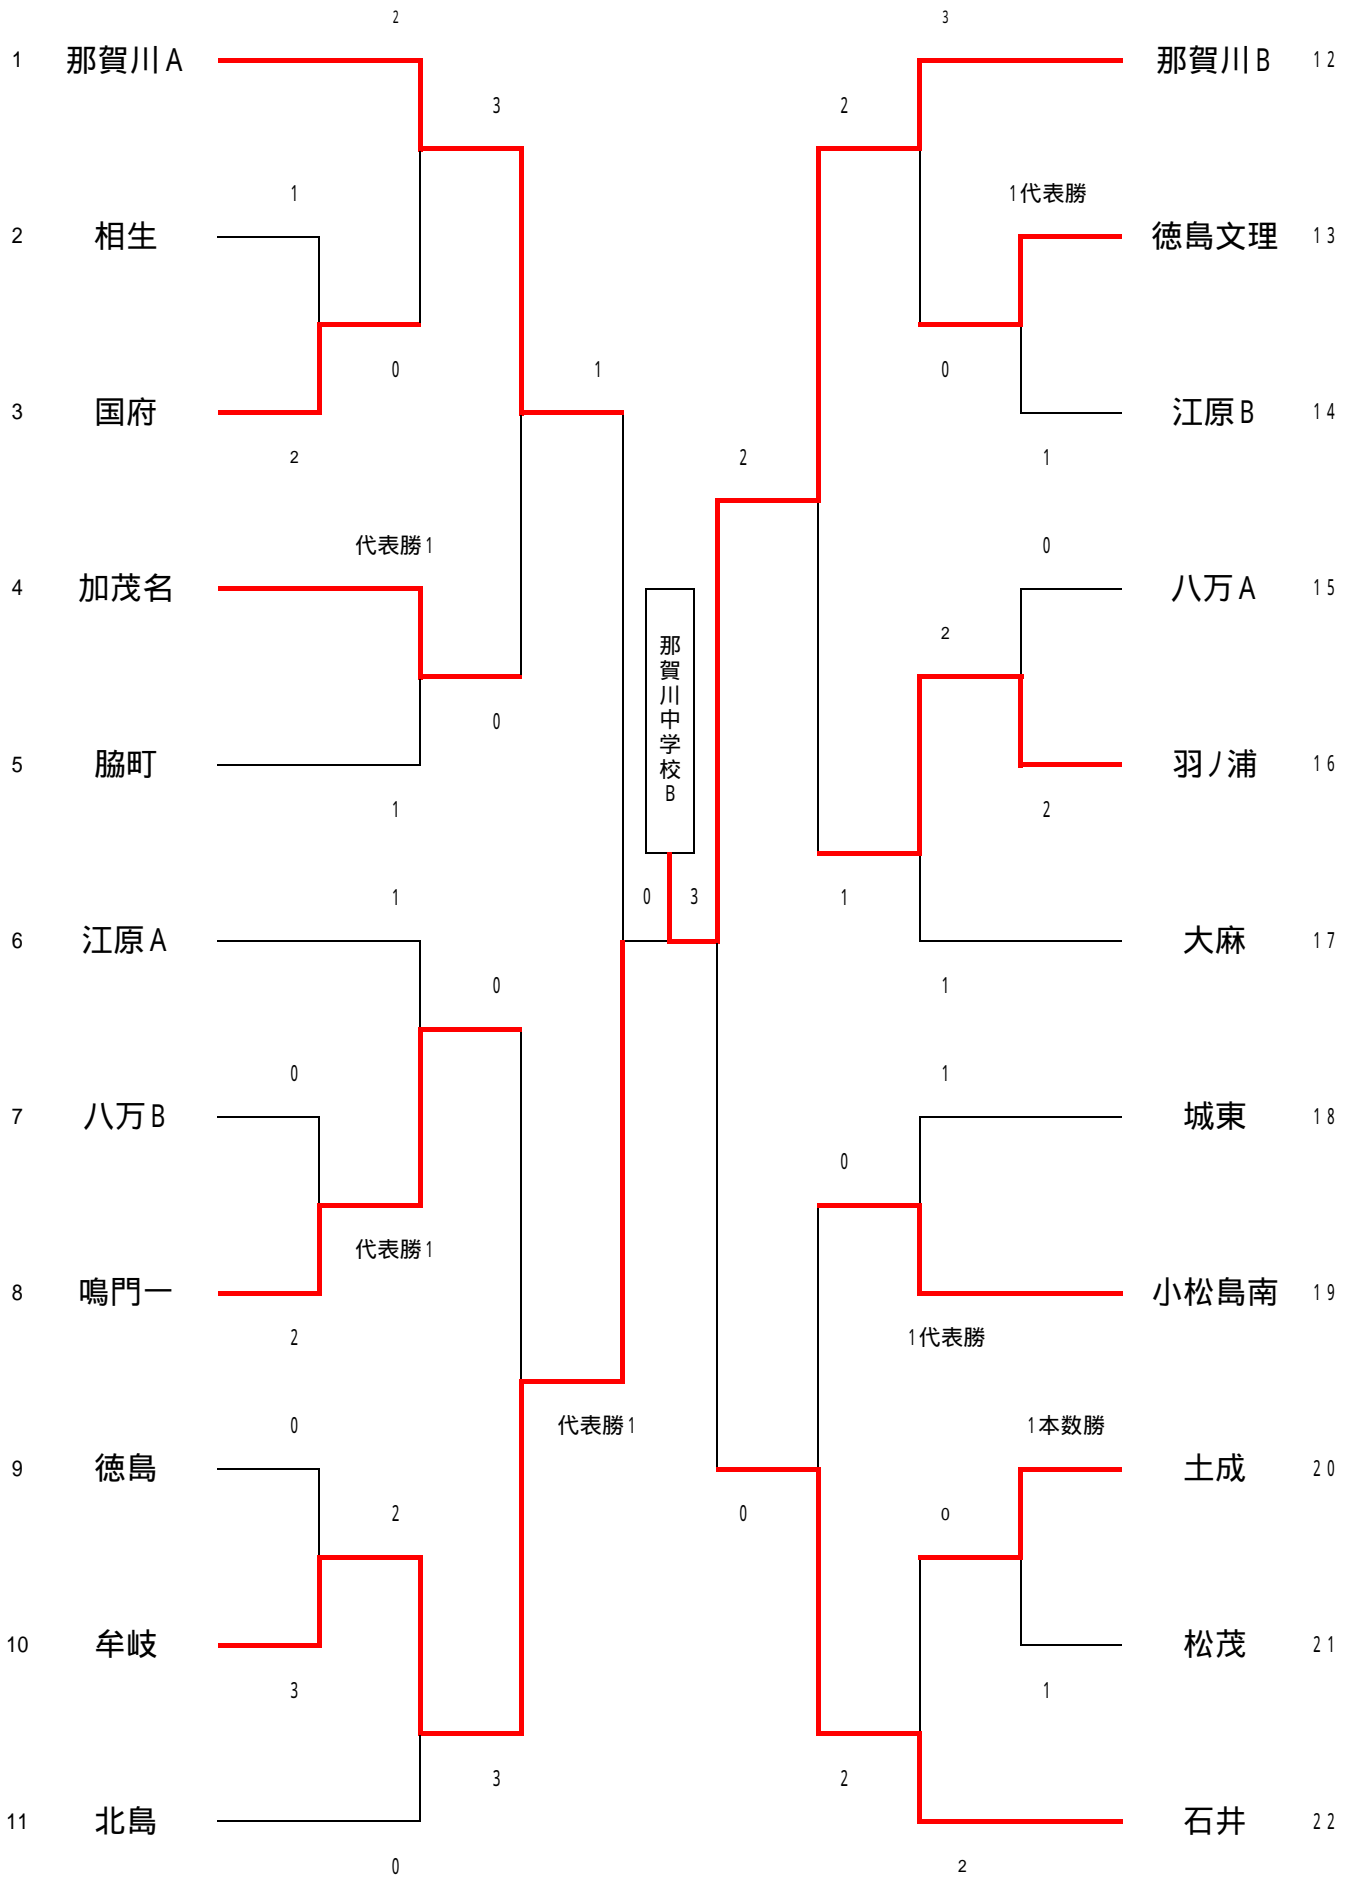 2
3
1 那賀川A
那賀川B 12
3
2
1
1代表勝
2 相生
徳島文理 13
0
1
0
3 国府
江原B 14
2
2
1
代表勝1
0
4 加茂名
八万A 15
2
那賀川中学校B
0
5 脇町
羽ノ浦 16
1
2
1
0
3
1
6 江原A
大麻 17
0
1
0
1
7 八万B
城東 18
0
代表勝1
8 鳴門一
小松島南 19
2
1代表勝
0
代表勝1
1本数勝
9 徳島
土成 20
2
0
0
10 牟岐
松茂 21
3
1
3
2
11 北島
石井 22
0
2